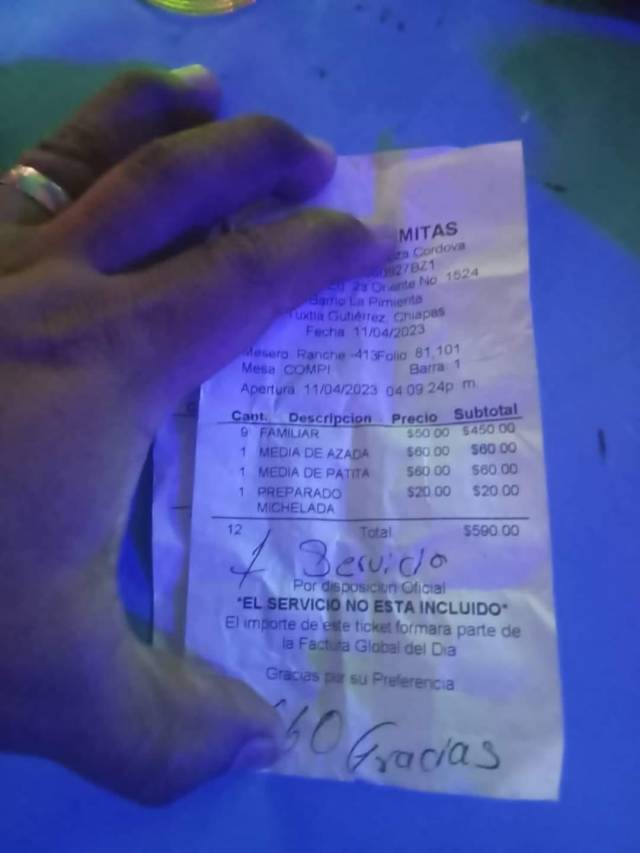 MITAS
Cordova
2a Oriente No. 1524
Barrio La Pimienta
Tuxtla Gutiérrez, Chiapas
Fecha: 11/04/2023
Mesero: Ranche -413 Folio: 81,101
Mesa: COMPI Barra: 1
Apertura: 11/04/2023 04:09:24p. m.
Cant. Descripcion Precio Subtotal
9 FAMILIAR $50.00 $450.00
1 MEDIA DE AZADA $60.00 $60.00
1 MEDIA DE PATITA $60.00 $60.00
1 PREPARADO $20.00 $20.00
MICHELADA
12 Total $590.00
1 Servicio
Por disposicion Oficial
*EL SERVICIO NO ESTA INCLUIDO*
El importe de este ticket formara parte de
la Factura Global del Dia
Gracias por su Preferencia
Gracias